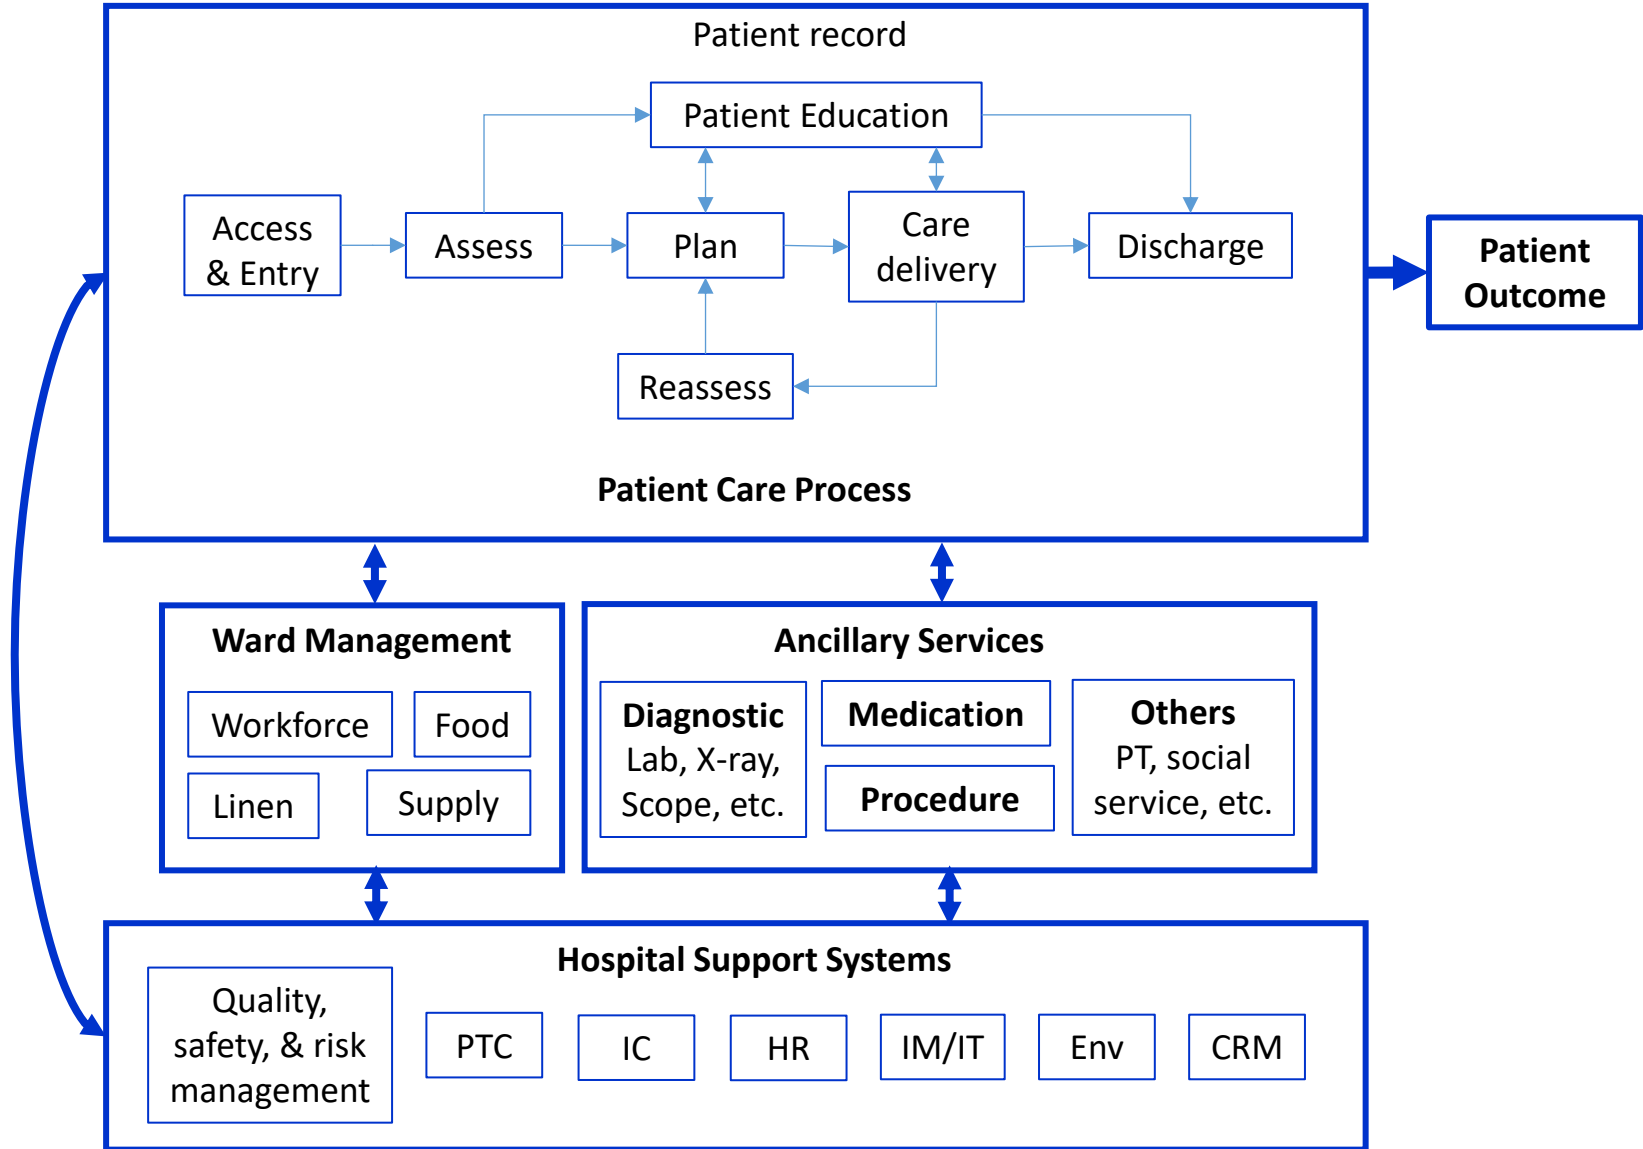 Patient record
Patient Education
Access
& Entry
Assess
Plan
Care
delivery
Discharge
Reassess
Patient Care Process
Patient
Outcome
Ward Management
Workforce
Food
Linen
Supply
Ancillary Services
Diagnostic
Lab, X-ray,
Scope, etc.
Medication
Procedure
Others
PT, social
service, etc.
Hospital Support Systems
Quality,
safety, & risk
management
PTC
IC
HR
IM/IT
Env
CRM